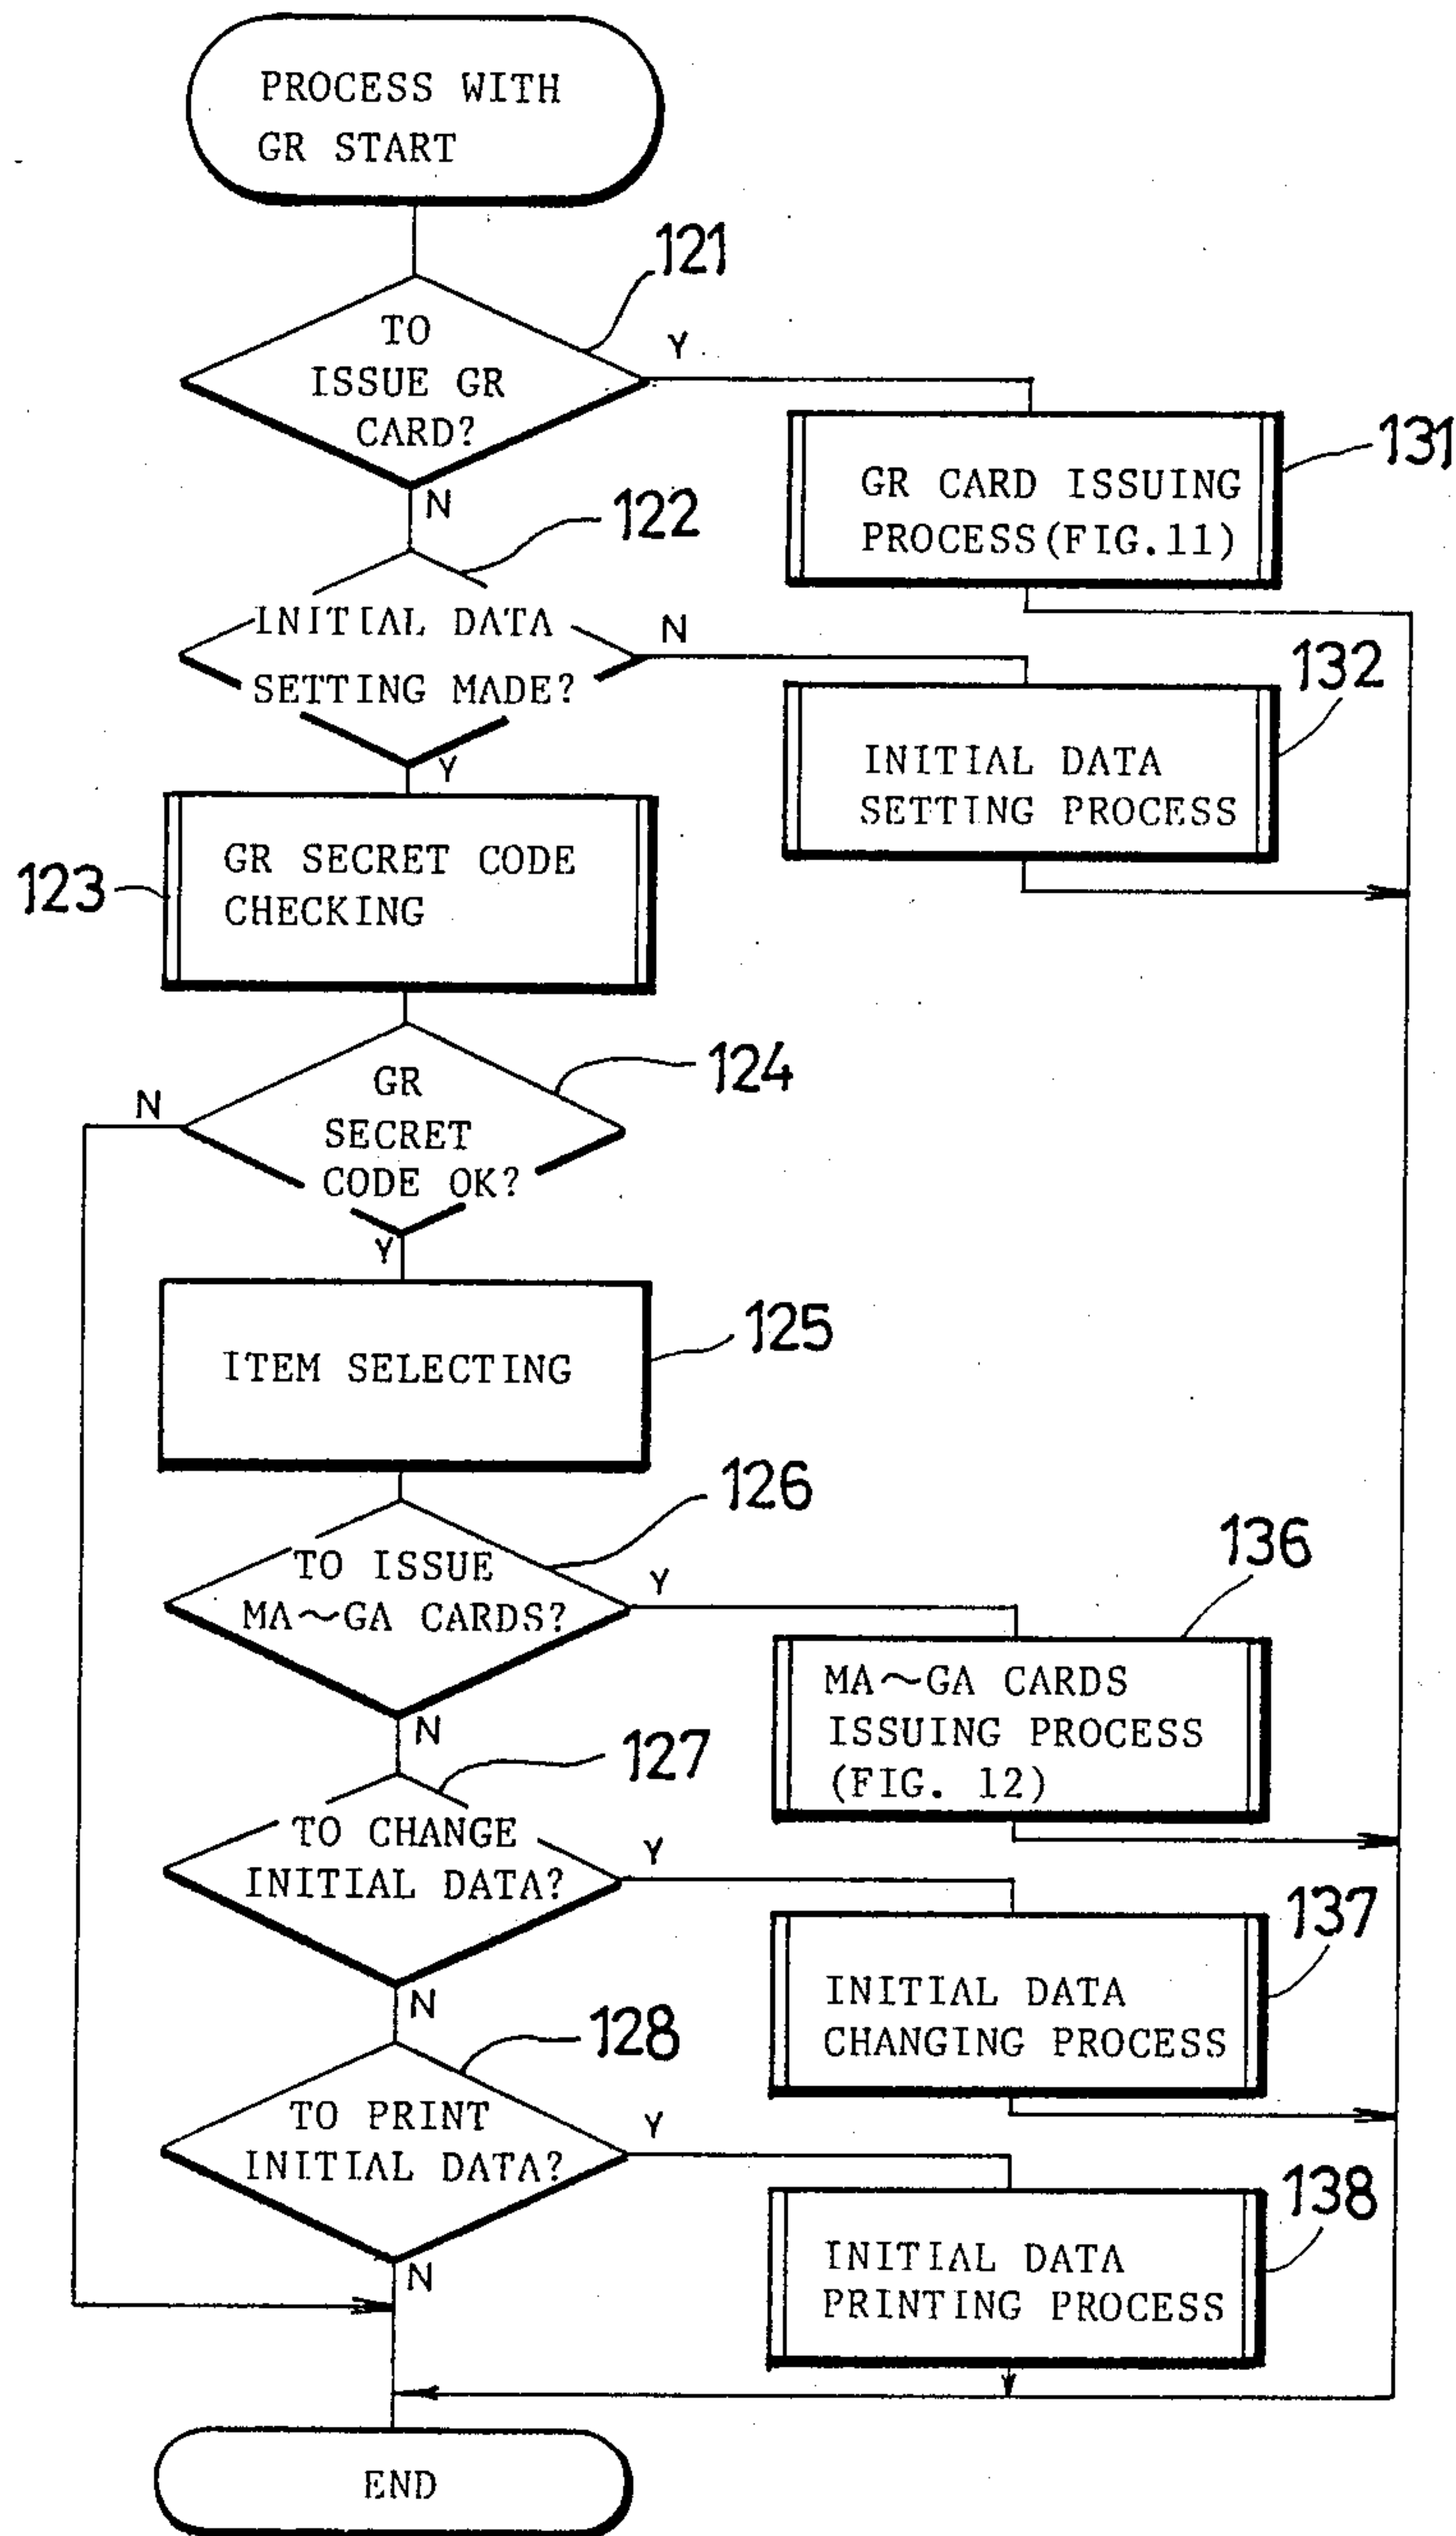 PROCESS WITH
GR START
121
TO
ISSUE GR
CARD?
Y
N
131
GR CARD ISSUING
PROCESS(FIG.11)
122
INITIAL DATA
SETTING MADE?
N
Y
132
INITIAL DATA
SETTING PROCESS
123
GR SECRET CODE
CHECKING
124
GR
SECRET
CODE OK?
N
Y
125
ITEM SELECTING
126
TO ISSUE
MA~GA CARDS?
Y
N
136
MA~GA CARDS
ISSUING PROCESS
(FIG. 12)
127
TO CHANGE
INITIAL DATA?
Y
N
137
INITIAL DATA
CHANGING PROCESS
128
TO PRINT
INITIAL DATA?
Y
N
138
INITIAL DATA
PRINTING PROCESS
END